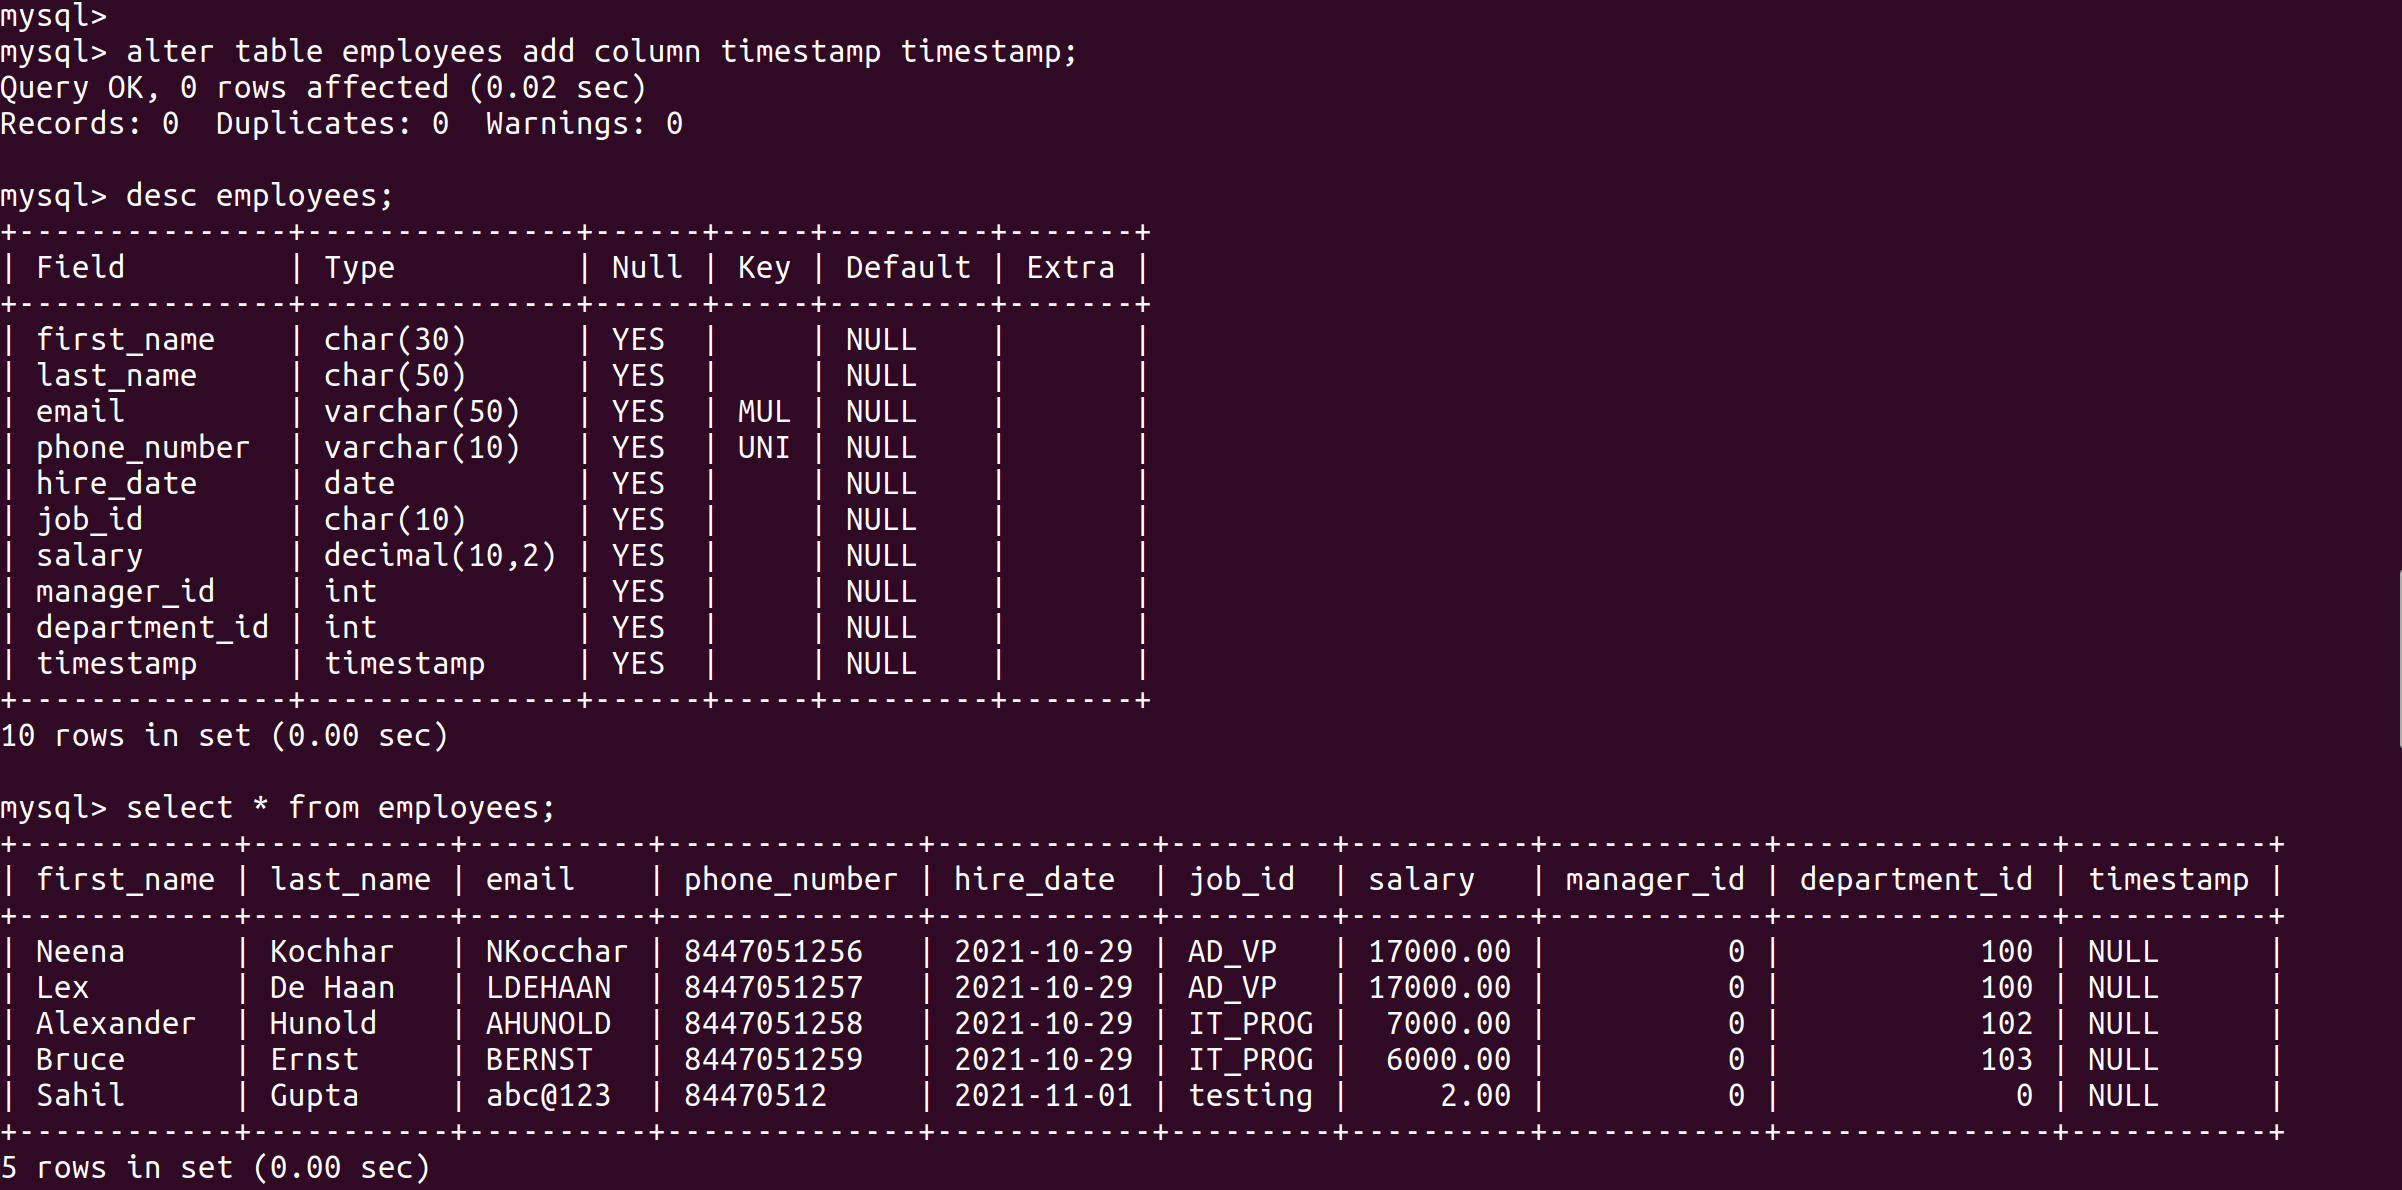 mysql>
mysql> alter table employees add column timestamp timestamp;
Query OK, 0 rows affected (0.02 sec)
Records: 0  Duplicates: 0  Warnings: 0

mysql> desc employees;
+---------------+---------------+------+-----+---------+-------+
| Field         | Type          | Null | Key | Default | Extra |
+---------------+---------------+------+-----+---------+-------+
| first_name    | char(30)      | YES  |     | NULL    |       |
| last_name     | char(50)      | YES  |     | NULL    |       |
| email         | varchar(50)   | YES  | MUL | NULL    |       |
| phone_number  | varchar(10)   | YES  | UNI | NULL    |       |
| hire_date     | date          | YES  |     | NULL    |       |
| job_id        | char(10)      | YES  |     | NULL    |       |
| salary        | decimal(10,2) | YES  |     | NULL    |       |
| manager_id    | int           | YES  |     | NULL    |       |
| department_id | int           | YES  |     | NULL    |       |
| timestamp     | timestamp     | YES  |     | NULL    |       |
+---------------+---------------+------+-----+---------+-------+
10 rows in set (0.00 sec)

mysql> select * from employees;
+------------+-----------+----------+--------------+------------+---------+----------+------------+---------------+-----------+
| first_name | last_name | email    | phone_number | hire_date  | job_id  | salary   | manager_id | department_id | timestamp |
+------------+-----------+----------+--------------+------------+---------+----------+------------+---------------+-----------+
| Neena      | Kochhar   | NKocchar | 8447051256   | 2021-10-29 | AD_VP   | 17000.00 |          0 |           100 | NULL      |
| Lex        | De Haan   | LDEHAAN  | 8447051257   | 2021-10-29 | AD_VP   | 17000.00 |          0 |           100 | NULL      |
| Alexander  | Hunold    | AHUNOLD  | 8447051258   | 2021-10-29 | IT_PROG |  7000.00 |          0 |           102 | NULL      |
| Bruce      | Ernst     | BERNST   | 8447051259   | 2021-10-29 | IT_PROG |  6000.00 |          0 |           103 | NULL      |
| Sahil      | Gupta     | abc@123  | 84470512     | 2021-11-01 | testing |     2.00 |          0 |             0 | NULL      |
+------------+-----------+----------+--------------+------------+---------+----------+------------+---------------+-----------+
5 rows in set (0.00 sec)